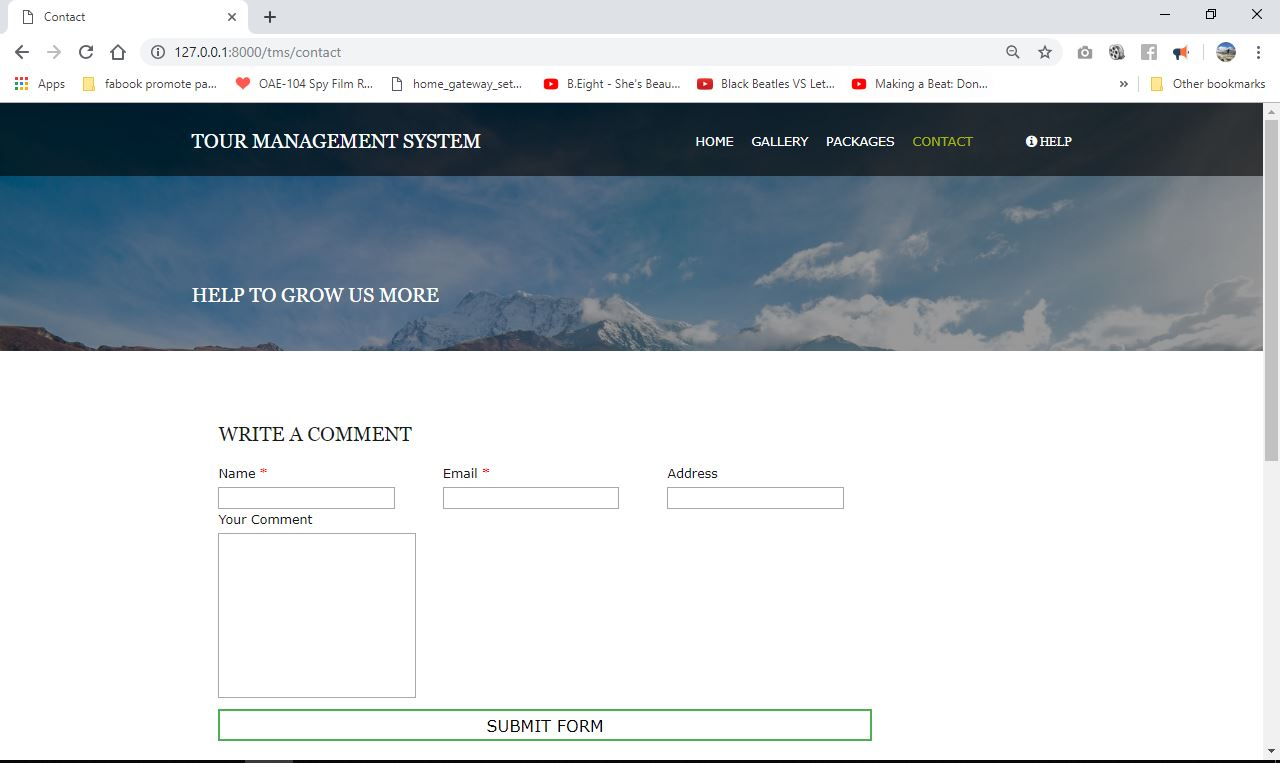 Contact
127.0.0.1:8000/tms/contact
Apps fabook promote pa... OAE-104 Spy Film R... home_gateway_set... B.Eight - She's Beau... Black Beatles VS Let... Making a Beat: Don... » Other bookmarks
TOUR MANAGEMENT SYSTEM HOME GALLERY PACKAGES CONTACT HELP
HELP TO GROW US MORE
WRITE A COMMENT
Name * Email * Address
Your Comment
SUBMIT FORM